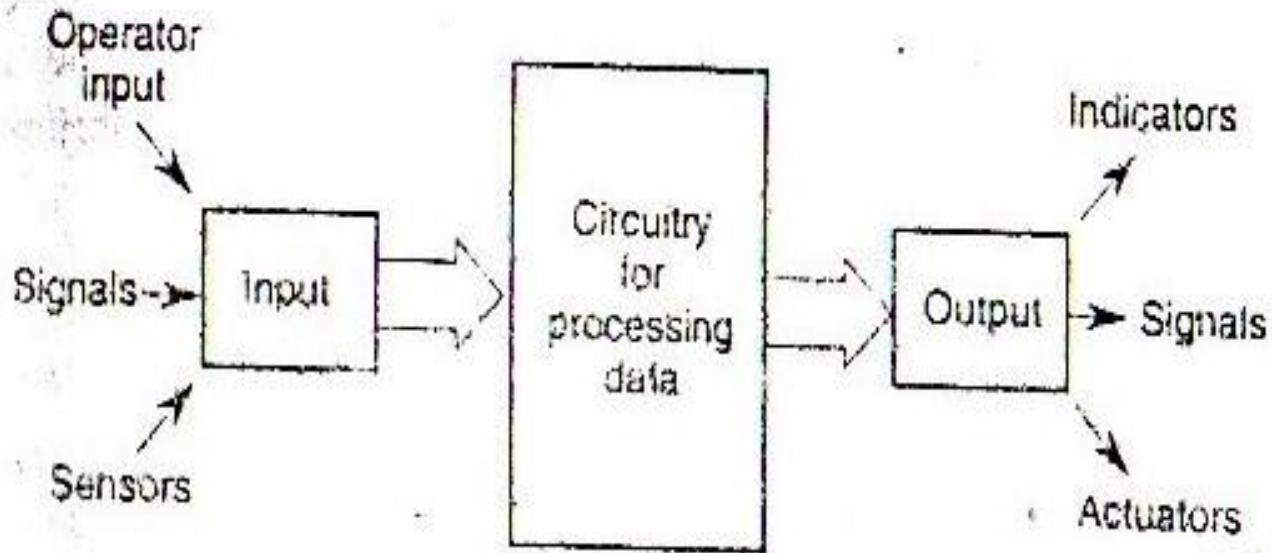 Operator
input
Signals
Sensors
Input
Circuitry
for
processing
data
Output
Indicators
Signals
Actuators